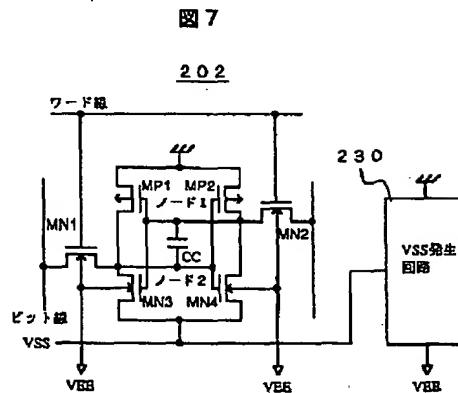 図7
202
ワード線
230
MP1
MP2
ノード1
MN1
MN2
CC
VSS発生
回路
ノード2
MN3
MN4
ビット線
VSS
VEE
VEE
VEE